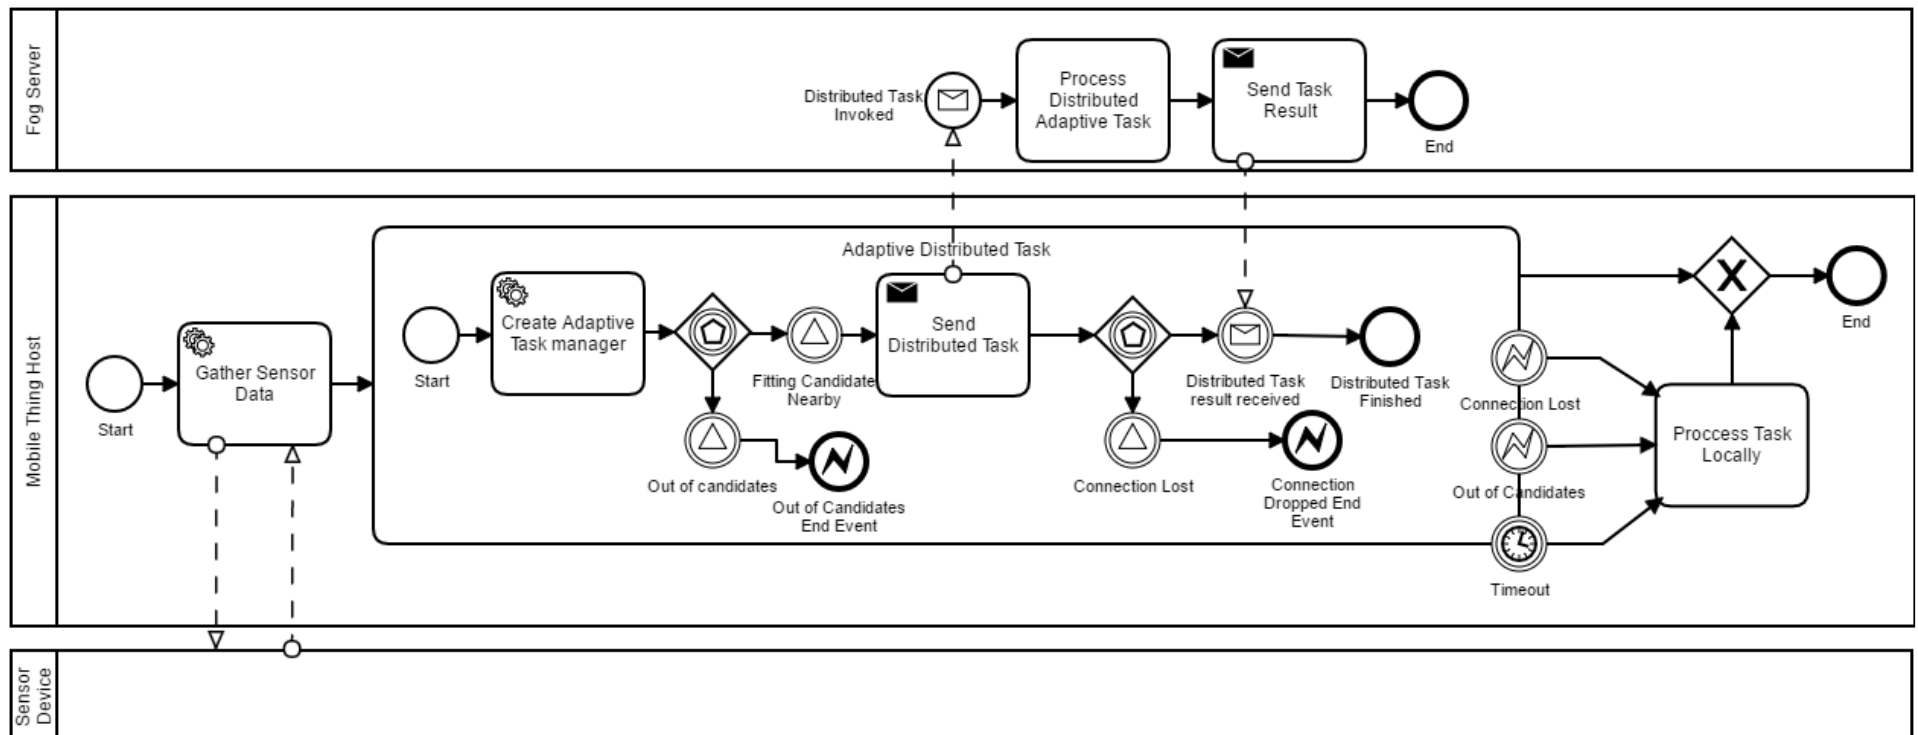 Fog Server
Distributed Task
Invoked
Process
Distributed
Adaptive Task
Send Task
Result
End
Mobile Thing Host
Start
Gather Sensor
Data
Adaptive Distributed Task
Start
Create Adaptive
Task manager
Fitting Candidate
Nearby
Out of candidates
Out of Candidates
End Event
Send
Distributed Task
Distributed Task
result received
Distributed Task
Finished
Connection Lost
Connection
Dropped End
Event
Connection Lost
Out of Candidates
Timeout
Proccess Task
Locally
X
End
Sensor
Device